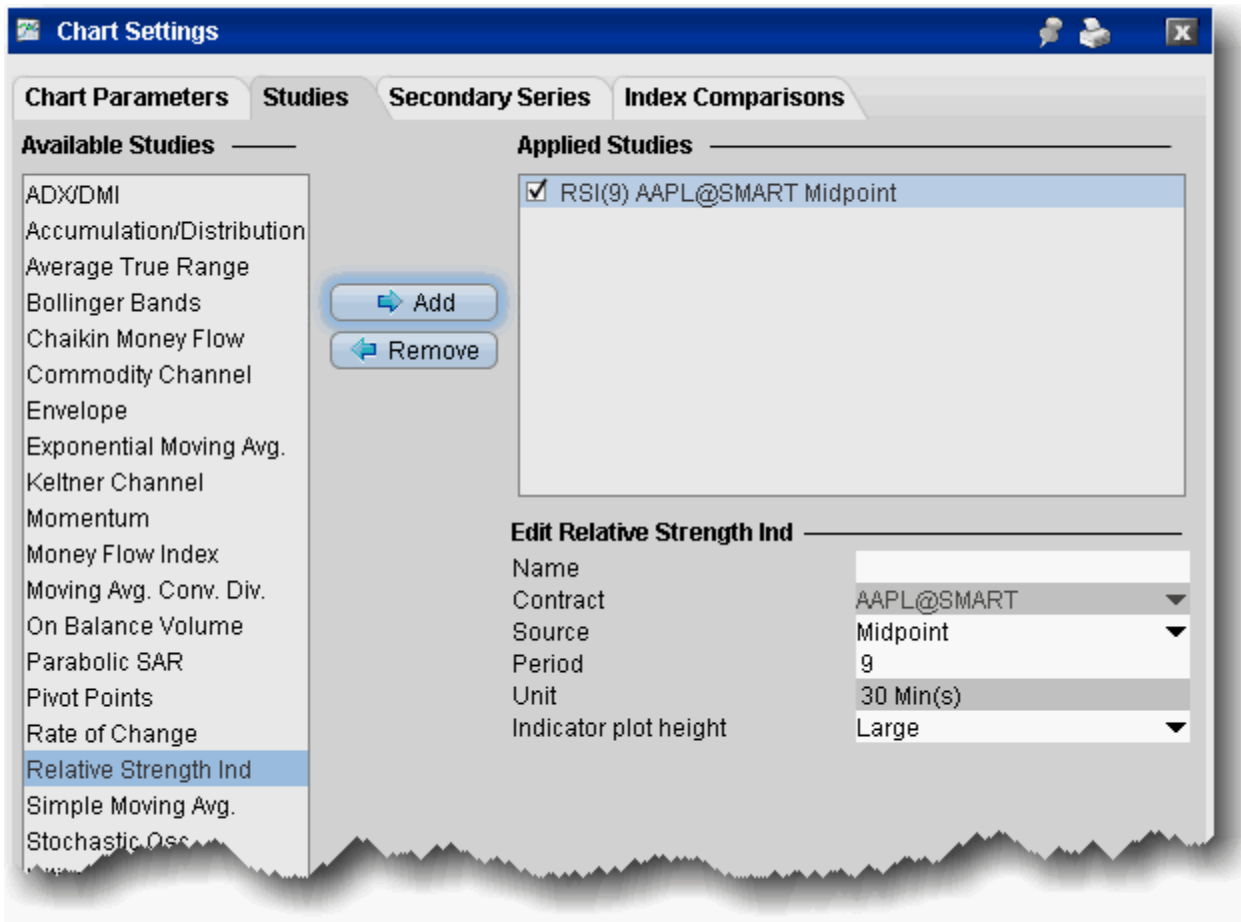 Chart Settings
Chart Parameters
Studies
Secondary Series
Index Comparisons
Available Studies
ADX/DMI
Accumulation/Distribution
Average True Range
Bollinger Bands
Chaikin Money Flow
Commodity Channel
Envelope
Exponential Moving Avg.
Keltner Channel
Momentum
Money Flow Index
Moving Avg. Conv. Div.
On Balance Volume
Parabolic SAR
Pivot Points
Rate of Change
Relative Strength Ind
Simple Moving Avg.
Stochastic Osc
Add
Remove
Applied Studies
RSI(9) AAPL@SMART Midpoint
Edit Relative Strength Ind
Name
Contract AAPL@SMART
Source Midpoint
Period 9
Unit 30 Min(s)
Indicator plot height Large